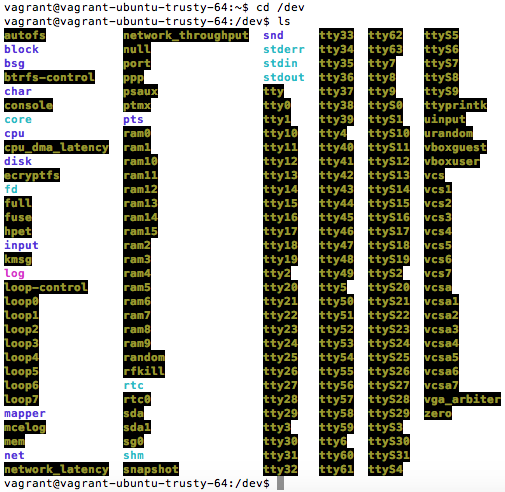 vagrant@vagrant-ubuntu-trusty-64:~$ cd /dev
vagrant@vagrant-ubuntu-trusty-64:/dev$ ls
autofs network_throughput snd tty33 tty62 ttyS5
block null stderr tty34 tty63 ttyS6
bsg port stdin tty35 tty7 ttyS7
btrfs-control ppp stdout tty36 tty8 ttyS8
char psaux tty tty37 tty9 ttyS9
console ptmx tty0 tty38 ttyS0 ttyprintk
core pts tty1 tty39 ttyS1 uinput
cpu ram0 tty10 tty4 ttyS10 urandom
cpu_dma_latency ram1 tty11 tty40 ttyS11 vboxguest
disk ram10 tty12 tty41 ttyS12 vboxuser
ecryptfs ram11 tty13 tty42 ttyS13 vcs
fd ram12 tty14 tty43 ttyS14 vcs1
full ram13 tty15 tty44 ttyS15 vcs2
fuse ram14 tty16 tty45 ttyS16 vcs3
hpet ram15 tty17 tty46 ttyS17 vcs4
input ram2 tty18 tty47 ttyS18 vcs5
kmsg ram3 tty19 tty48 ttyS19 vcs6
log ram4 tty2 tty49 ttyS2 vcs7
loop-control ram5 tty20 tty5 ttyS20 vcsa
loop0 ram6 tty21 tty50 ttyS21 vcsa1
loop1 ram7 tty22 tty51 ttyS22 vcsa2
loop2 ram8 tty23 tty52 ttyS23 vcsa3
loop3 ram9 tty24 tty53 ttyS24 vcsa4
loop4 random tty25 tty54 ttyS25 vcsa5
loop5 rfkill tty26 tty55 ttyS26 vcsa6
loop6 rtc tty27 tty56 ttyS27 vcsa7
loop7 rtc0 tty28 tty57 ttyS28 vga_arbiter
mapper sda tty29 tty58 ttyS29 zero
mcelog sda1 tty3 tty59 ttyS3
mem sg0 tty30 tty6 ttyS30
net shm tty31 tty60 ttyS31
network_latency snapshot tty32 tty61 ttyS4
vagrant@vagrant-ubuntu-trusty-64:/dev$